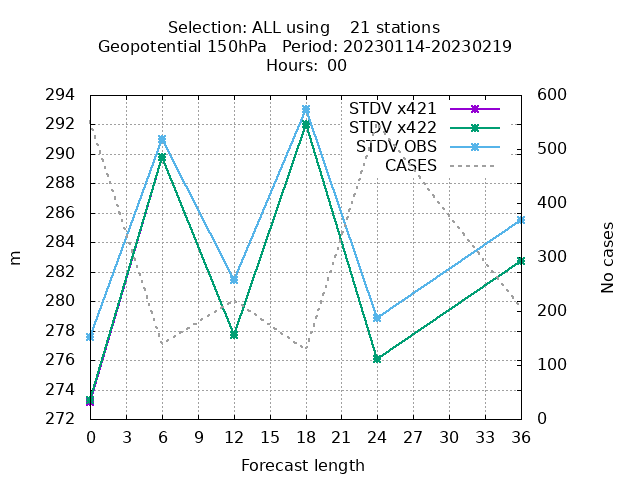 Selection: ALL using    21 stations
Geopotential 150hPa   Period: 20230114-20230219
Hours:  00
294
292
290
288
286
284
282
280
278
276
274
272
m
STDV x421
STDV x422
STDV OBS
CASES
600
500
400
300
200
100
0
No cases
0 3 6 9 12 15 18 21 24 27 30 33 36
Forecast length